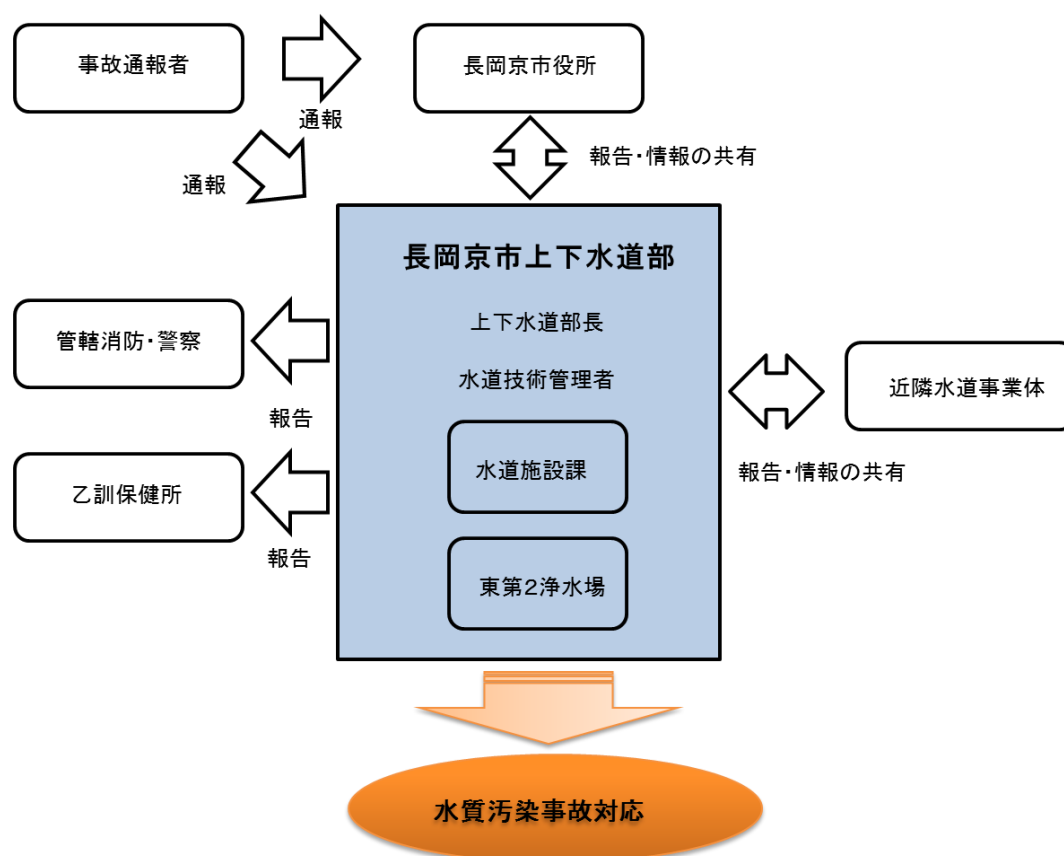 事故通報者
長岡京市役所
通報
通報
報告・情報の共有
長岡京市上下水道部
上下水道部長
管轄消防・警察
水道技術管理者
近隣水道事業体
報告
水道施設課
報告・情報の共有
乙訓保健所
報告
東第2浄水場
水質汚染事故対応